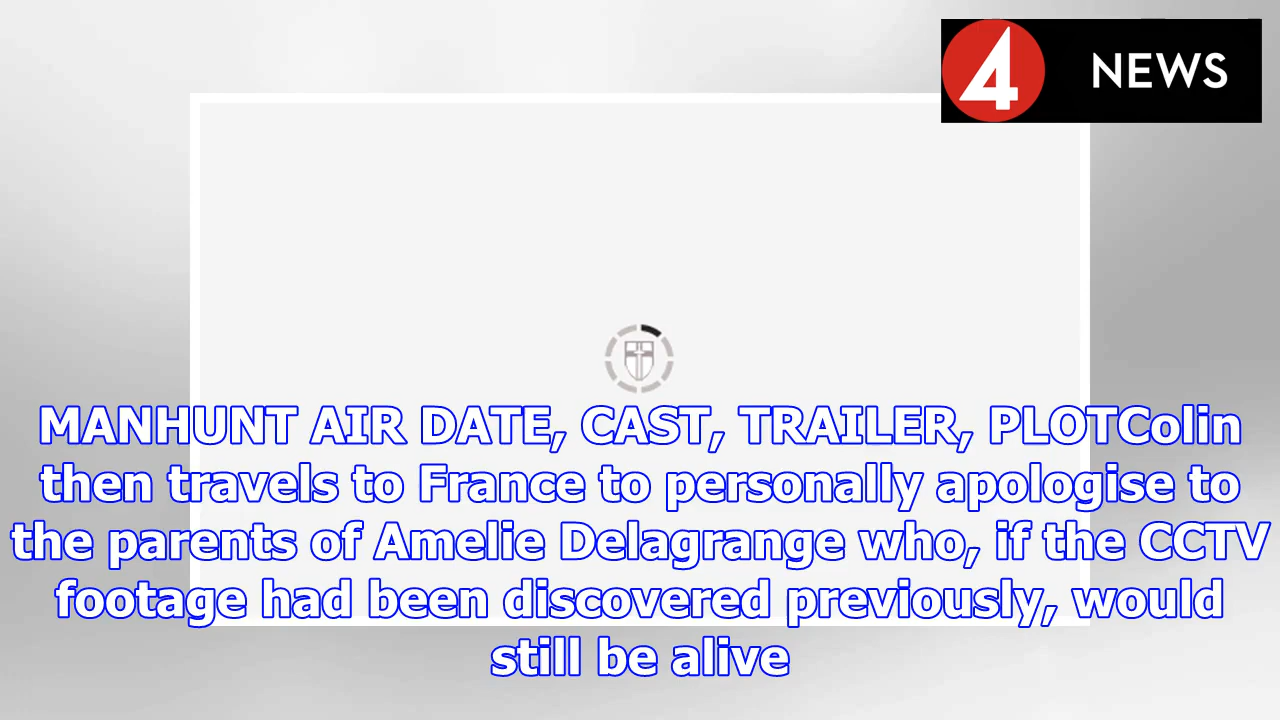 4 NEWS
MANHUNT AIR DATE, CAST, TRAILER, PLOTColin
then travels to France to personally apologise to
the parents of Amelie Delagrange who, if the CCTV
footage had been discovered previously, would
still be alive